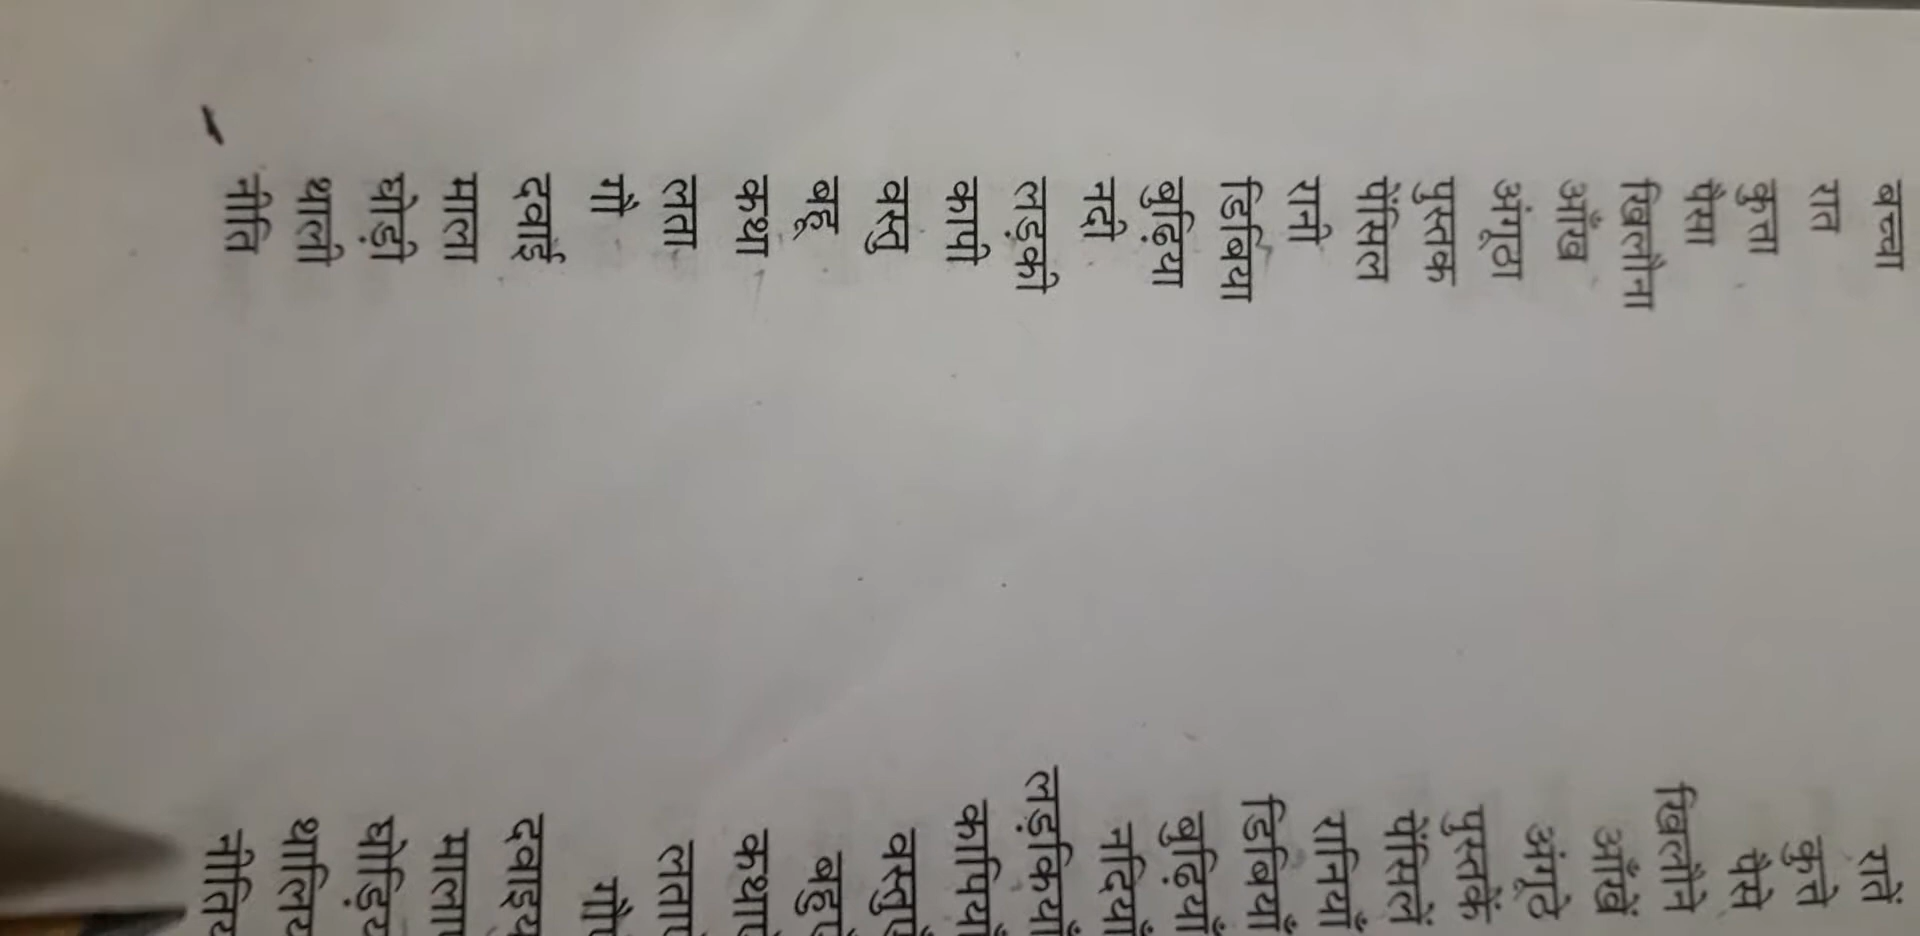 बच्चा
रात रातें
कुत्ता कुत्ते
पैसा पैसे
खिलौना खिलौने
आँख आँखें
अंगूठा अंगूठे
पुस्तक पुस्तकें
पेंसिल पेंसिलें
रानी रानियाँ
डिबिया डिबियाँ
बुढ़िया बुढ़ियाँ
नदी नदियाँ
लड़की लड़कियाँ
कापी कापियाँ
वस्तु
बहू
कथा
लता
गौ
दवाई
माला
घोड़ी
थाली
नीति